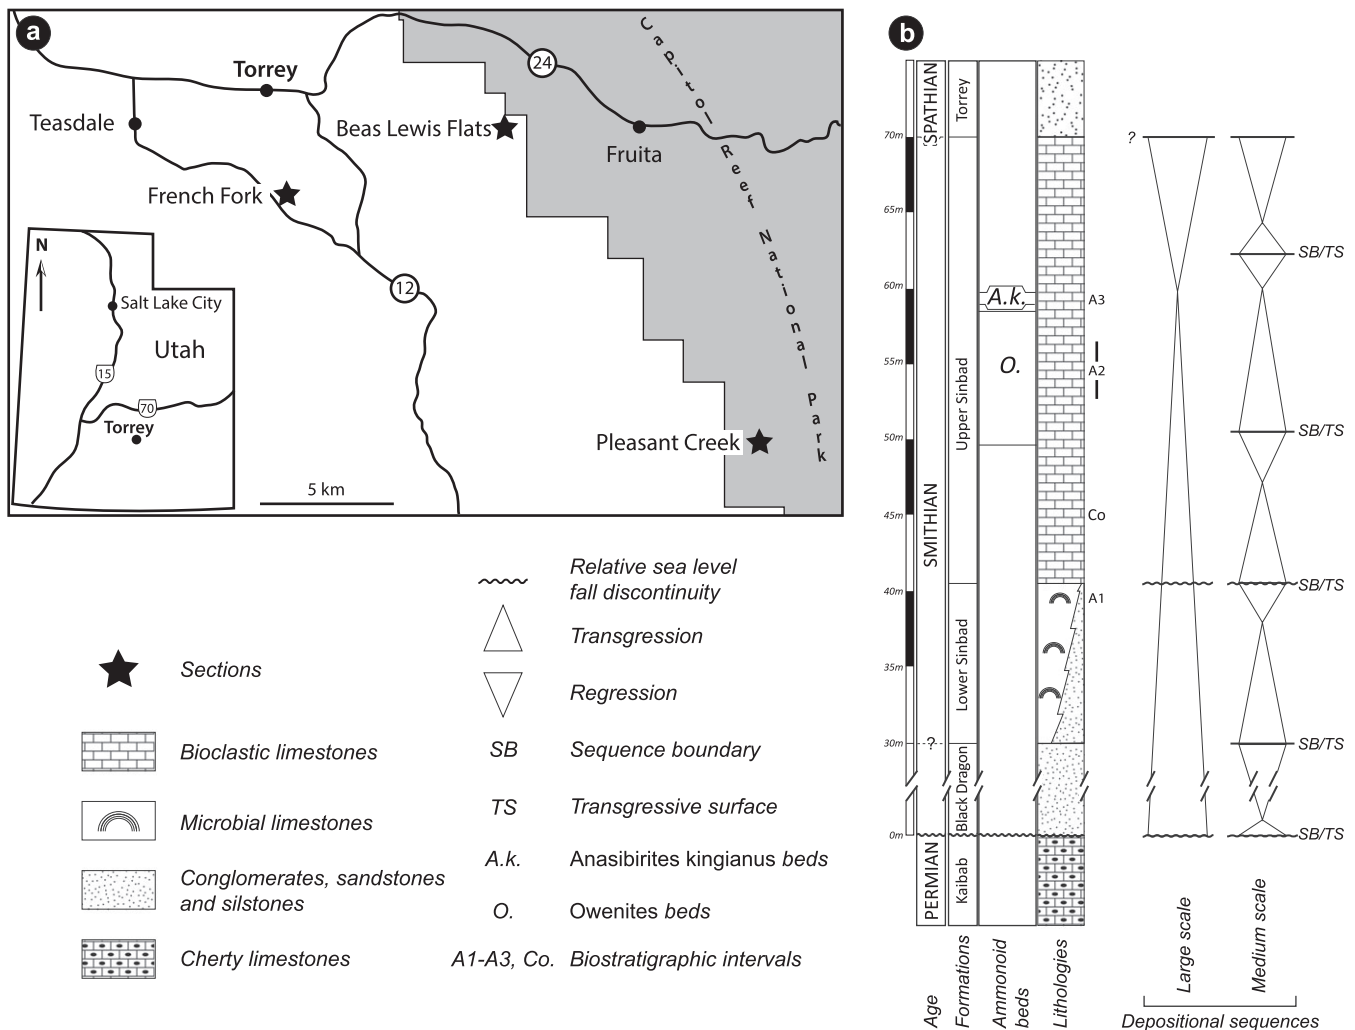 a
Torrey
Teasdale
Beas Lewis Flats
24
Fruita
French Fork
Capitol Reef National Park
12
Pleasant Creek
5 km
N
Salt Lake City
Utah
15
70
Torrey
Sections
Bioclastic limestones
Microbial limestones
Conglomerates, sandstones
and silstones
Cherty limestones
Relative sea level
fall discontinuity
Transgression
Regression
SB Sequence boundary
TS Transgressive surface
A.k. Anasibirites kingianus beds
O. Owenites beds
A1-A3, Co. Biostratigraphic intervals
b
70m
65m
60m
55m
50m
45m
40m
35m
30m
0m
SPATHIAN
?
SMITHIAN
?
PERMIAN
Torrey
Upper Sinbad
Lower Sinbad
Black Dragon
Kaibab
A.k.
O.
A3
A2
Co
A1
?
SB/TS
SB/TS
SB/TS
SB/TS
SB/TS
Age
Formations
Ammonoid
beds
Lithologies
Large scale
Medium scale
Depositional sequences